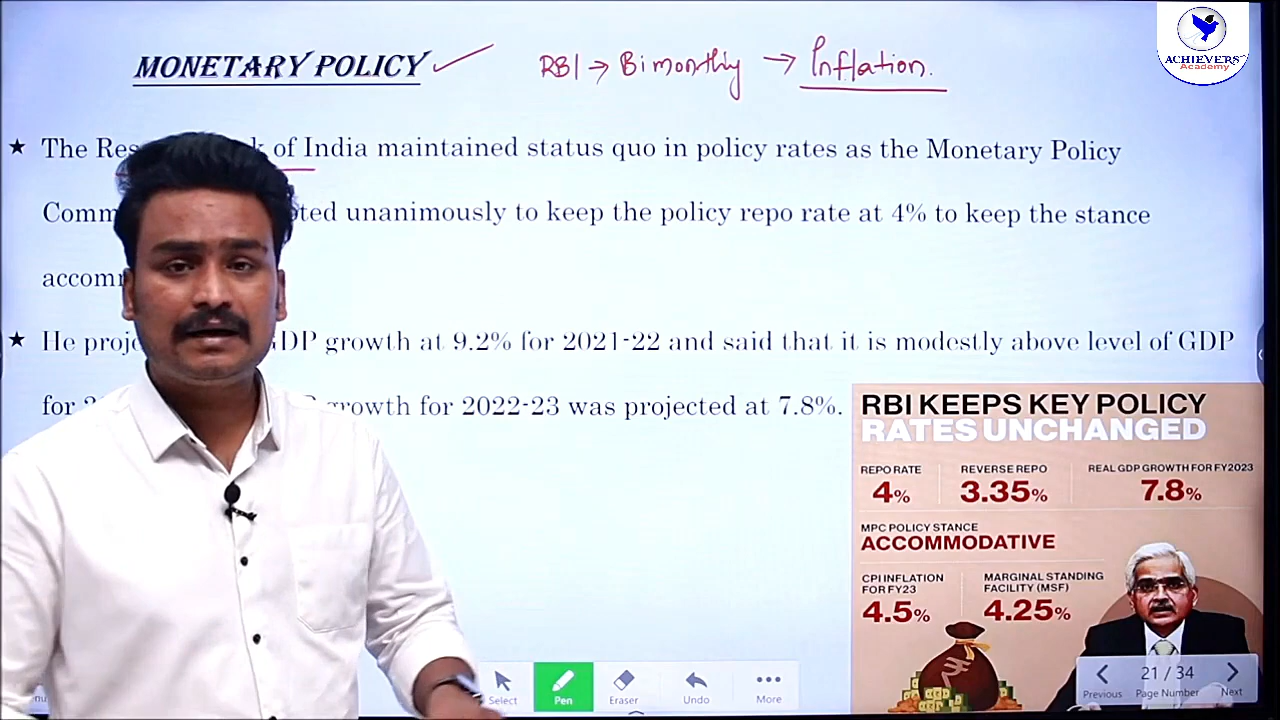 MONETARY POLICY
RBI → Bimonthly → Inflation.
ACHIEVERS
Academy
★ The Res of India maintained status quo in policy rates as the Monetary Policy
Comm ted unanimously to keep the policy repo rate at 4% to keep the stance
accomm
★ He proj GDP growth at 9.2% for 2021-22 and said that it is modestly above level of GDP
for growth for 2022-23 was projected at 7.8%.
RBI KEEPS KEY POLICY
RATES UNCHANGED
REPO RATE REVERSE REPO REAL GDP GROWTH FOR FY2023
4% 3.35% 7.8%
MPC POLICY STANCE
ACCOMMODATIVE
CPI INFLATION MARGINAL STANDING
FOR FY23 FACILITY (MSF)
4.5% 4.25%
Select Pen Eraser Undo More
21 / 34
Previous Page Number Next